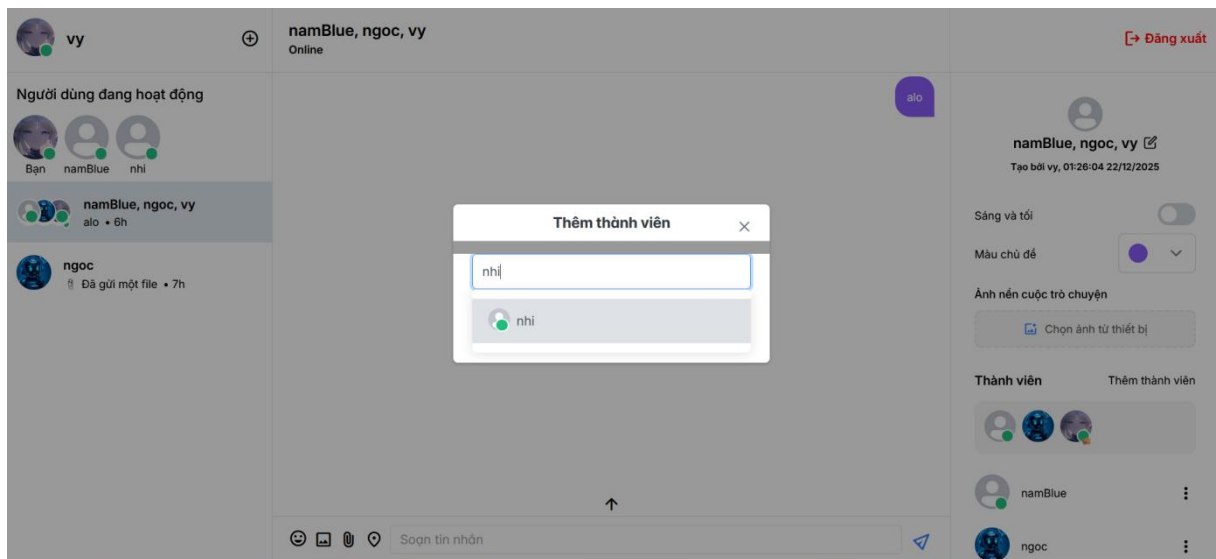 vy
namBlue, ngoc, vy
Online
Đăng xuất
Người dùng đang hoạt động
Bạn namBlue nhi
namBlue, ngoc, vy
alo • 6h
ngoc
Đã gửi một file • 7h
alo
Thêm thành viên
nhi
nhi
Soạn tin nhắn
namBlue, ngoc, vy
Tạo bởi vy, 01:26:04 22/12/2025
Sáng và tối
Màu chủ đề
Ảnh nền cuộc trò chuyện
Chọn ảnh từ thiết bị
Thành viên Thêm thành viên
namBlue
ngoc